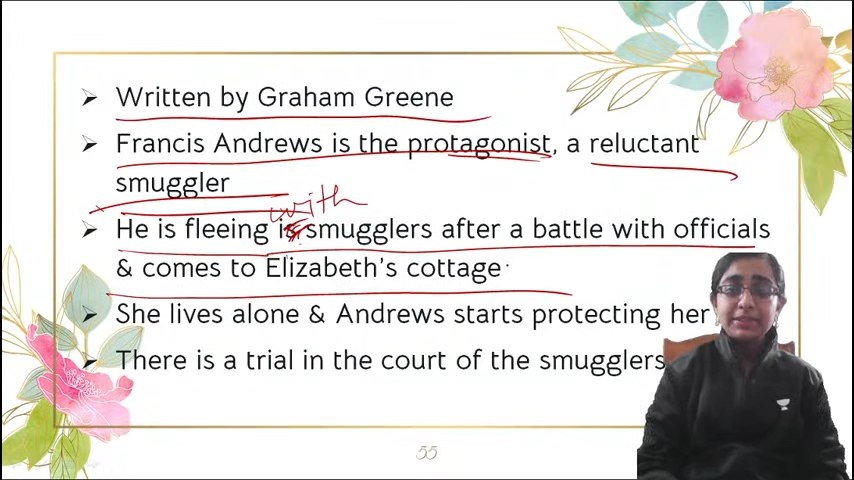 Written by Graham Greene
Francis Andrews is the protagonist, a reluctant
smuggler
with
He is fleeing is smugglers after a battle with officials
& comes to Elizabeth's cottage
She lives alone & Andrews starts protecting her
There is a trial in the court of the smugglers
55